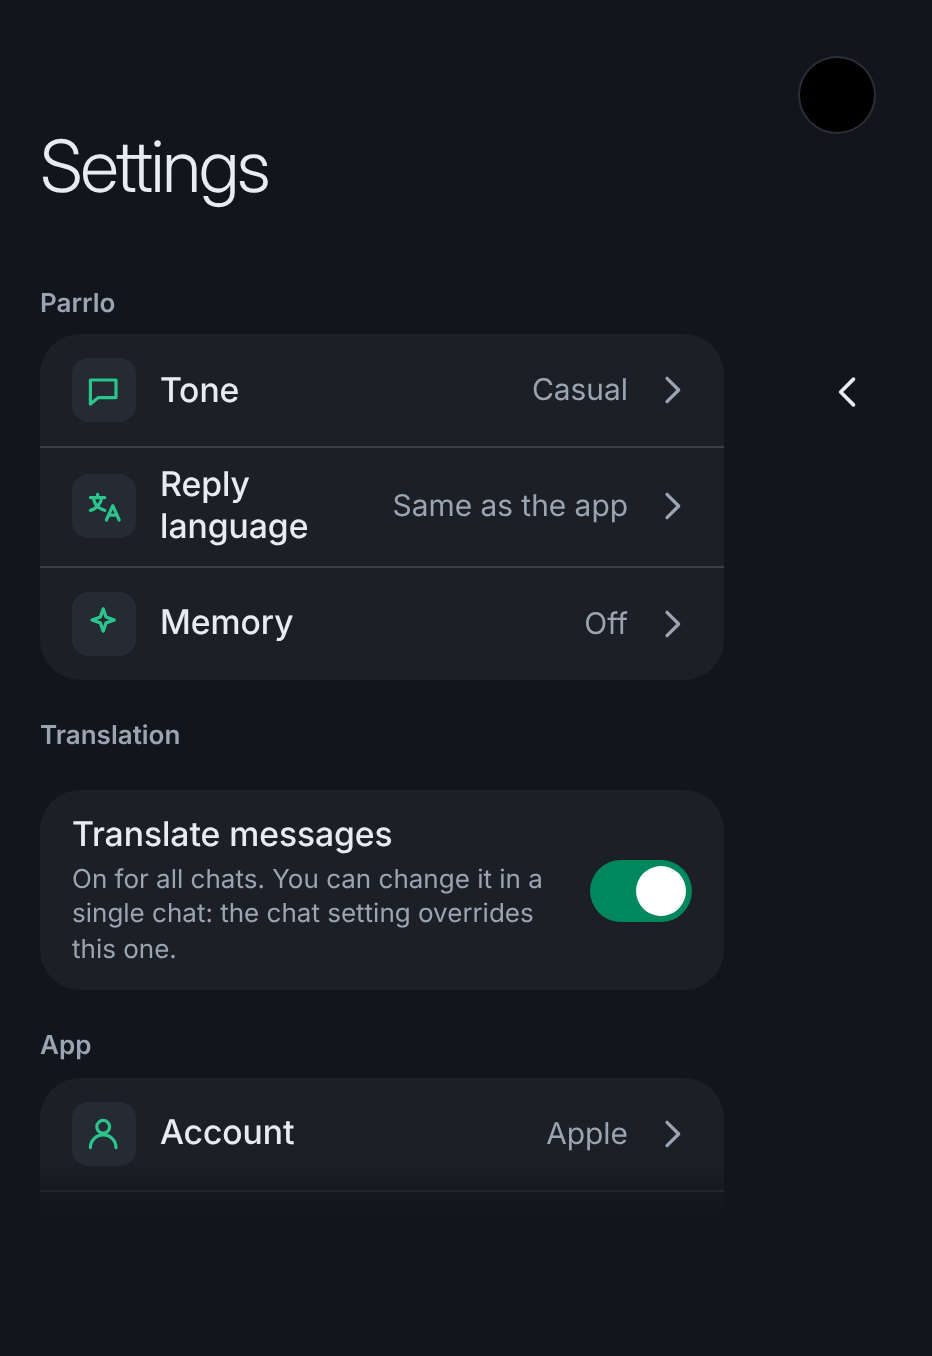 Settings
Parrlo
Tone
Casual
Reply
language
Same as the app
Memory
Off
Translation
Translate messages
On for all chats. You can change it in a
single chat: the chat setting overrides
this one.
App
Account
Apple